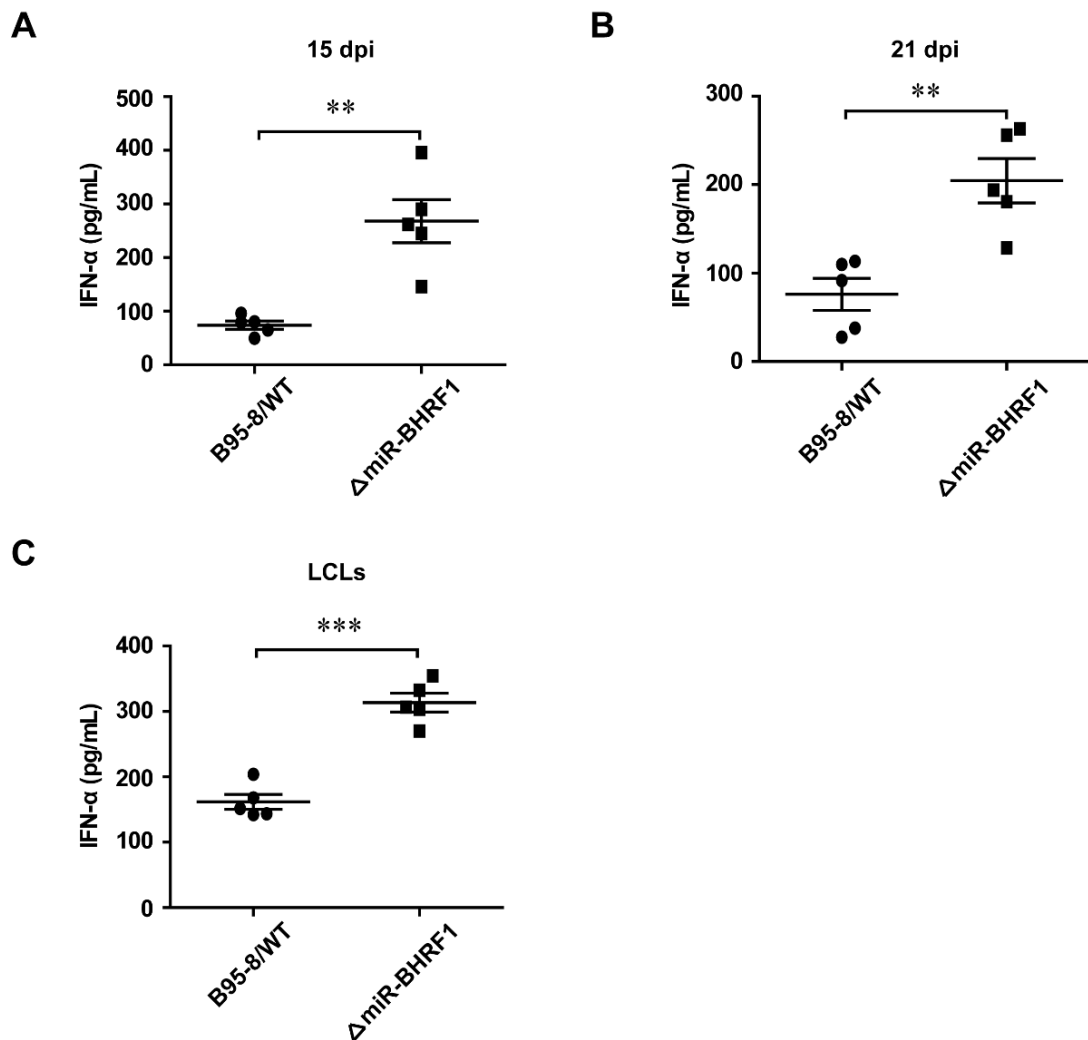 A
15 dpi
**
IFN-α (pg/mL)
500
400
300
200
100
0
B95-8/WT
ΔmiR-BHRF1
B
21 dpi
**
IFN-α (pg/mL)
300
200
100
0
B95-8/WT
ΔmiR-BHRF1
C
LCLs
***
IFN-α (pg/mL)
400
300
200
100
0
B95-8/WT
ΔmiR-BHRF1